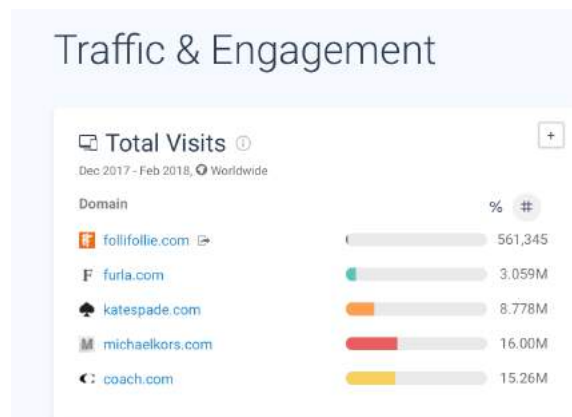 Traffic & Engagement
Total Visits
Dec 2017 - Feb 2018, Worldwide
Domain % #
follifollie.com 561,345
F furla.com 3.059M
katespade.com 8.778M
M michaelkors.com 16.00M
coach.com 15.26M